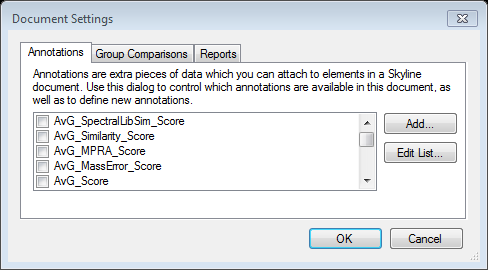 Document Settings
Annotations Group Comparisons Reports
Annotations are extra pieces of data which you can attach to elements in a Skyline
document. Use this dialog to control which annotations are available in this document, as
well as to define new annotations.
AvG_SpectralLibSim_Score
AvG_Similarity_Score
AvG_MPRA_Score
AvG_MassError_Score
AvG_Score
Add...
Edit List...
OK Cancel